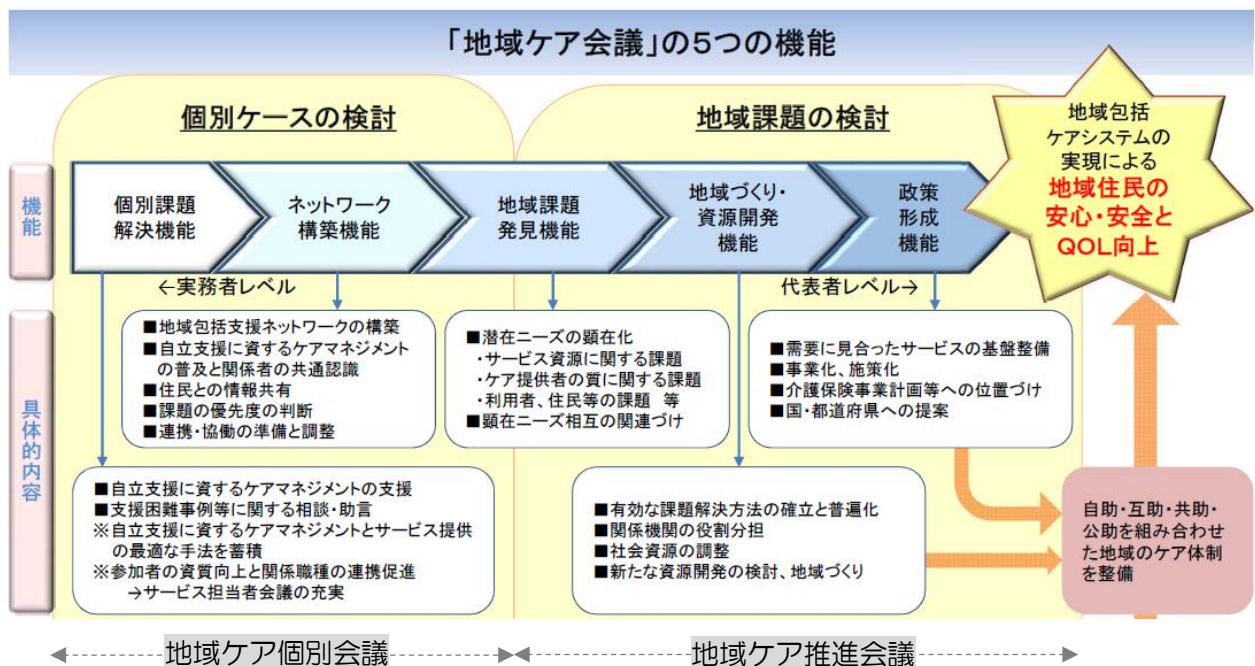 「地域ケア会議」の5つの機能
個別ケースの検討
地域課題の検討
地域包括
ケアシステムの
実現による
地域住民の
安心・安全と
QOL向上
機能
個別課題
解決機能
ネットワーク
構築機能
地域課題
発見機能
地域づくり・
資源開発
機能
政策
形成
機能
←実務者レベル
代表者レベル→
具体的内容
■地域包括支援ネットワークの構築
■自立支援に資するケアマネジメント
の普及と関係者の共通認識
■住民との情報共有
■課題の優先度の判断
■連携・協働の準備と調整
■潜在ニーズの顕在化
・サービス資源に関する課題
・ケア提供者の質に関する課題
・利用者、住民等の課題 等
■顕在ニーズ相互の関連づけ
■需要に見合ったサービスの基盤整備
■事業化、施策化
■介護保険事業計画等への位置づけ
■国・都道府県への提案
■自立支援に資するケアマネジメントの支援
■支援困難事例等に関する相談・助言
※自立支援に資するケアマネジメントとサービス提供
の最適な手法を蓄積
※参加者の資質向上と関係職種の連携促進
→サービス担当者会議の充実
■有効な課題解決方法の確立と普遍化
■関係機関の役割分担
■社会資源の調整
■新たな資源開発の検討、地域づくり
自助・互助・共助・
公助を組み合わせ
た地域のケア体制
を整備
地域ケア個別会議
地域ケア推進会議